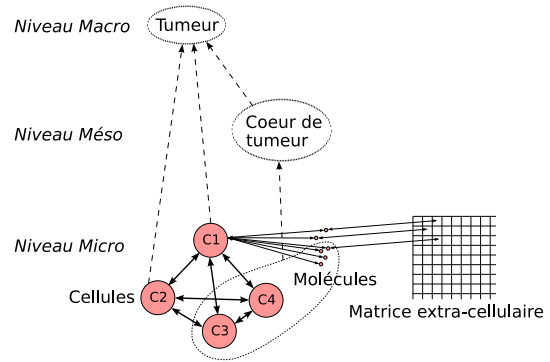 Niveau Macro
Tumeur
Niveau Méso
Coeur de
tumeur
Niveau Micro
C1
Molécules
Cellules
C2
C4
C3
Matrice extra-cellulaire